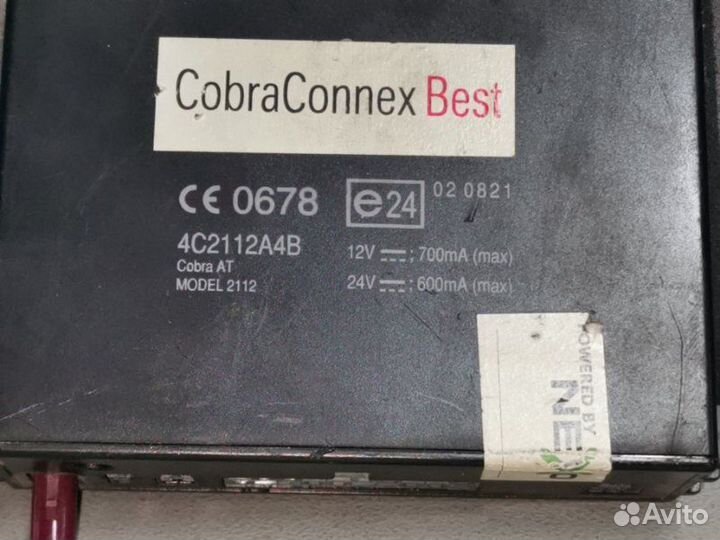 CobraConnex Best
CE 0678 e24 02 0821
4C2112A4B
Cobra AT
MODEL 2112
12V ⎓: 700mA (max)
24V ⎓: 600mA (max)
POWERED BY
Avito